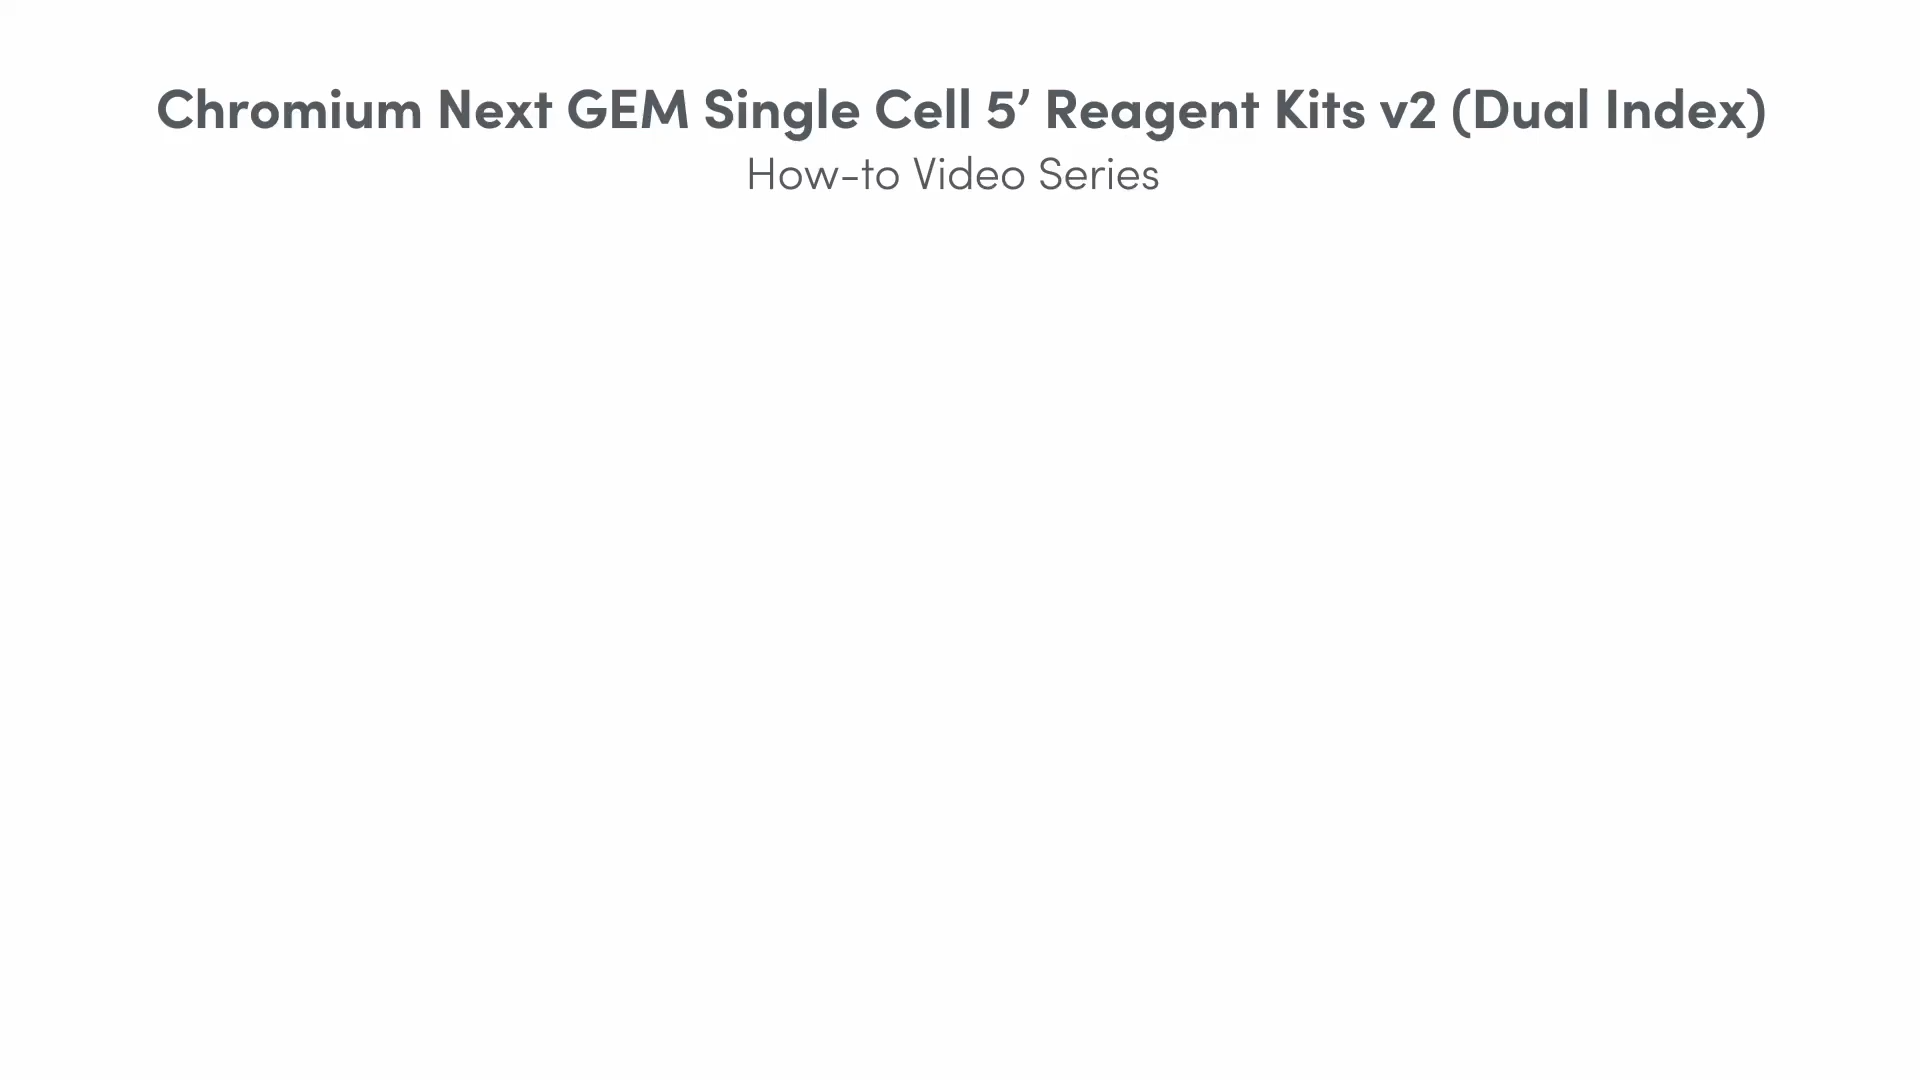 Chromium Next GEM Single Cell 5’ Reagent Kits v2 (Dual Index)
How-to Video Series